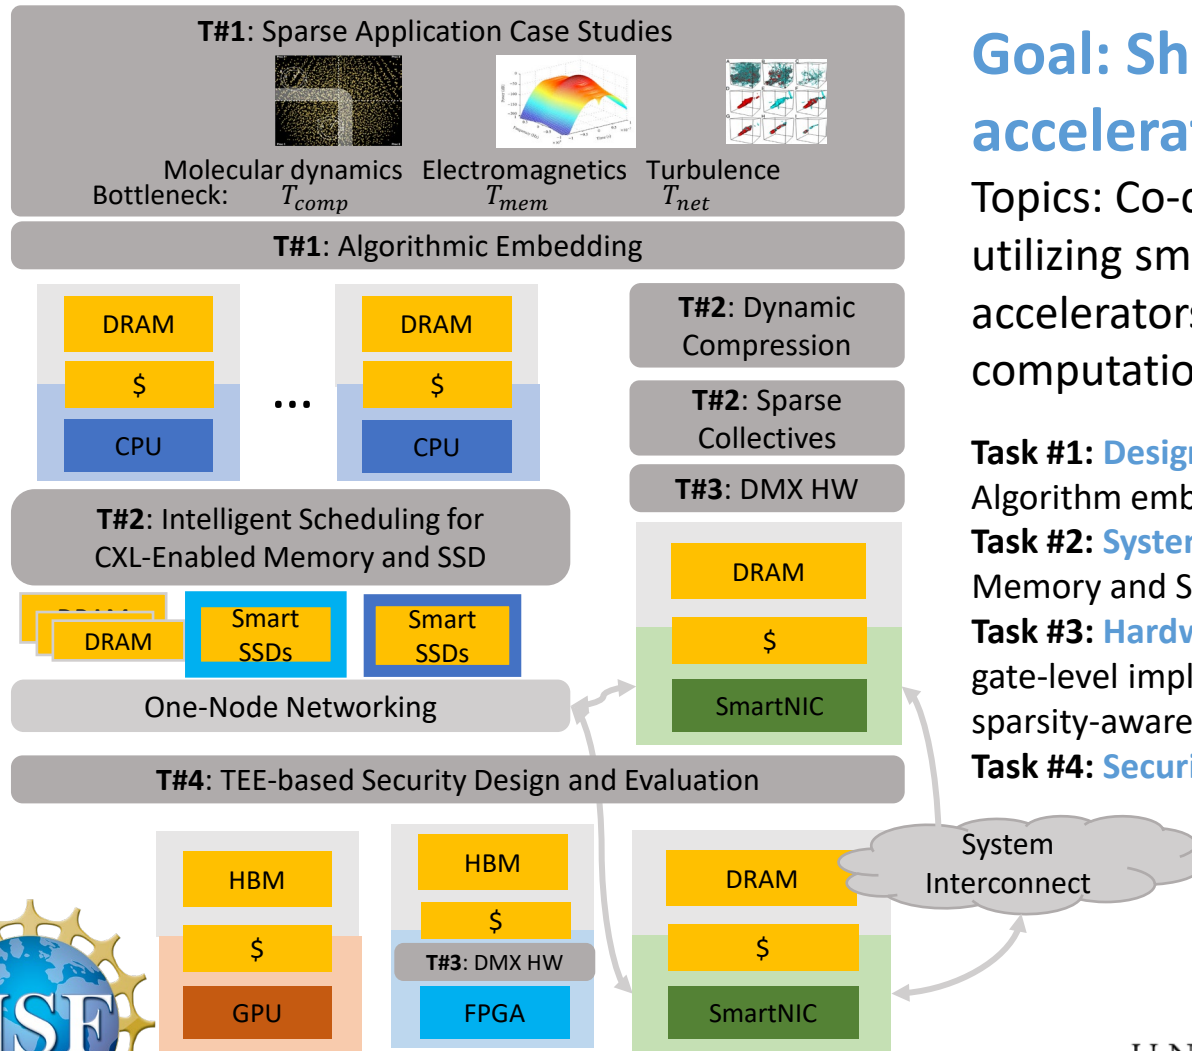 T#1: Sparse Application Case Studies
Molecular dynamics Electromagnetics Turbulence
Bottleneck: T_comp T_mem T_net
T#1: Algorithmic Embedding
DRAM
$
CPU
...
DRAM
$
CPU
T#2: Dynamic
Compression
T#2: Sparse
Collectives
T#3: DMX HW
T#2: Intelligent Scheduling for
CXL-Enabled Memory and SSD
DRAM
Smart
SSDs
Smart
SSDs
One-Node Networking
DRAM
$
SmartNIC
T#4: TEE-based Security Design and Evaluation
HBM
$
GPU
HBM
$
T#3: DMX HW
FPGA
DRAM
$
SmartNIC
System
Interconnect
Goal: Sh
accelerat
Topics: Co-
utilizing sm
accelerators
computatio
Task #1: Design
Algorithm emb
Task #2: System
Memory and S
Task #3: Hardw
gate-level impl
sparsity-aware
Task #4: Securi
NSF